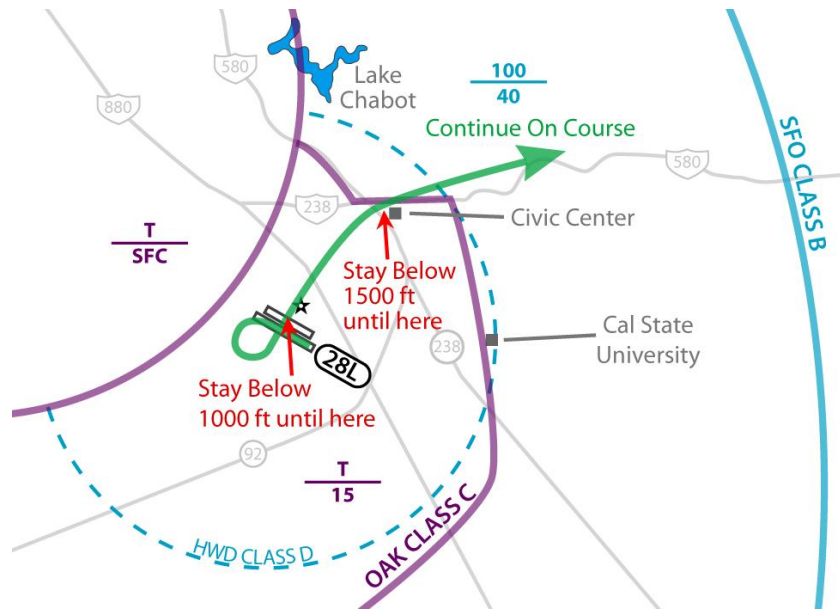 580
880
Lake
Chabot
100
40
Continue On Course
580
SFO CLASS B
238
Civic Center
T
SFC
Stay Below
1500 ft
until here
28L
238
Cal State
University
Stay Below
1000 ft until here
92
T
15
HWD CLASS D
OAK CLASS C